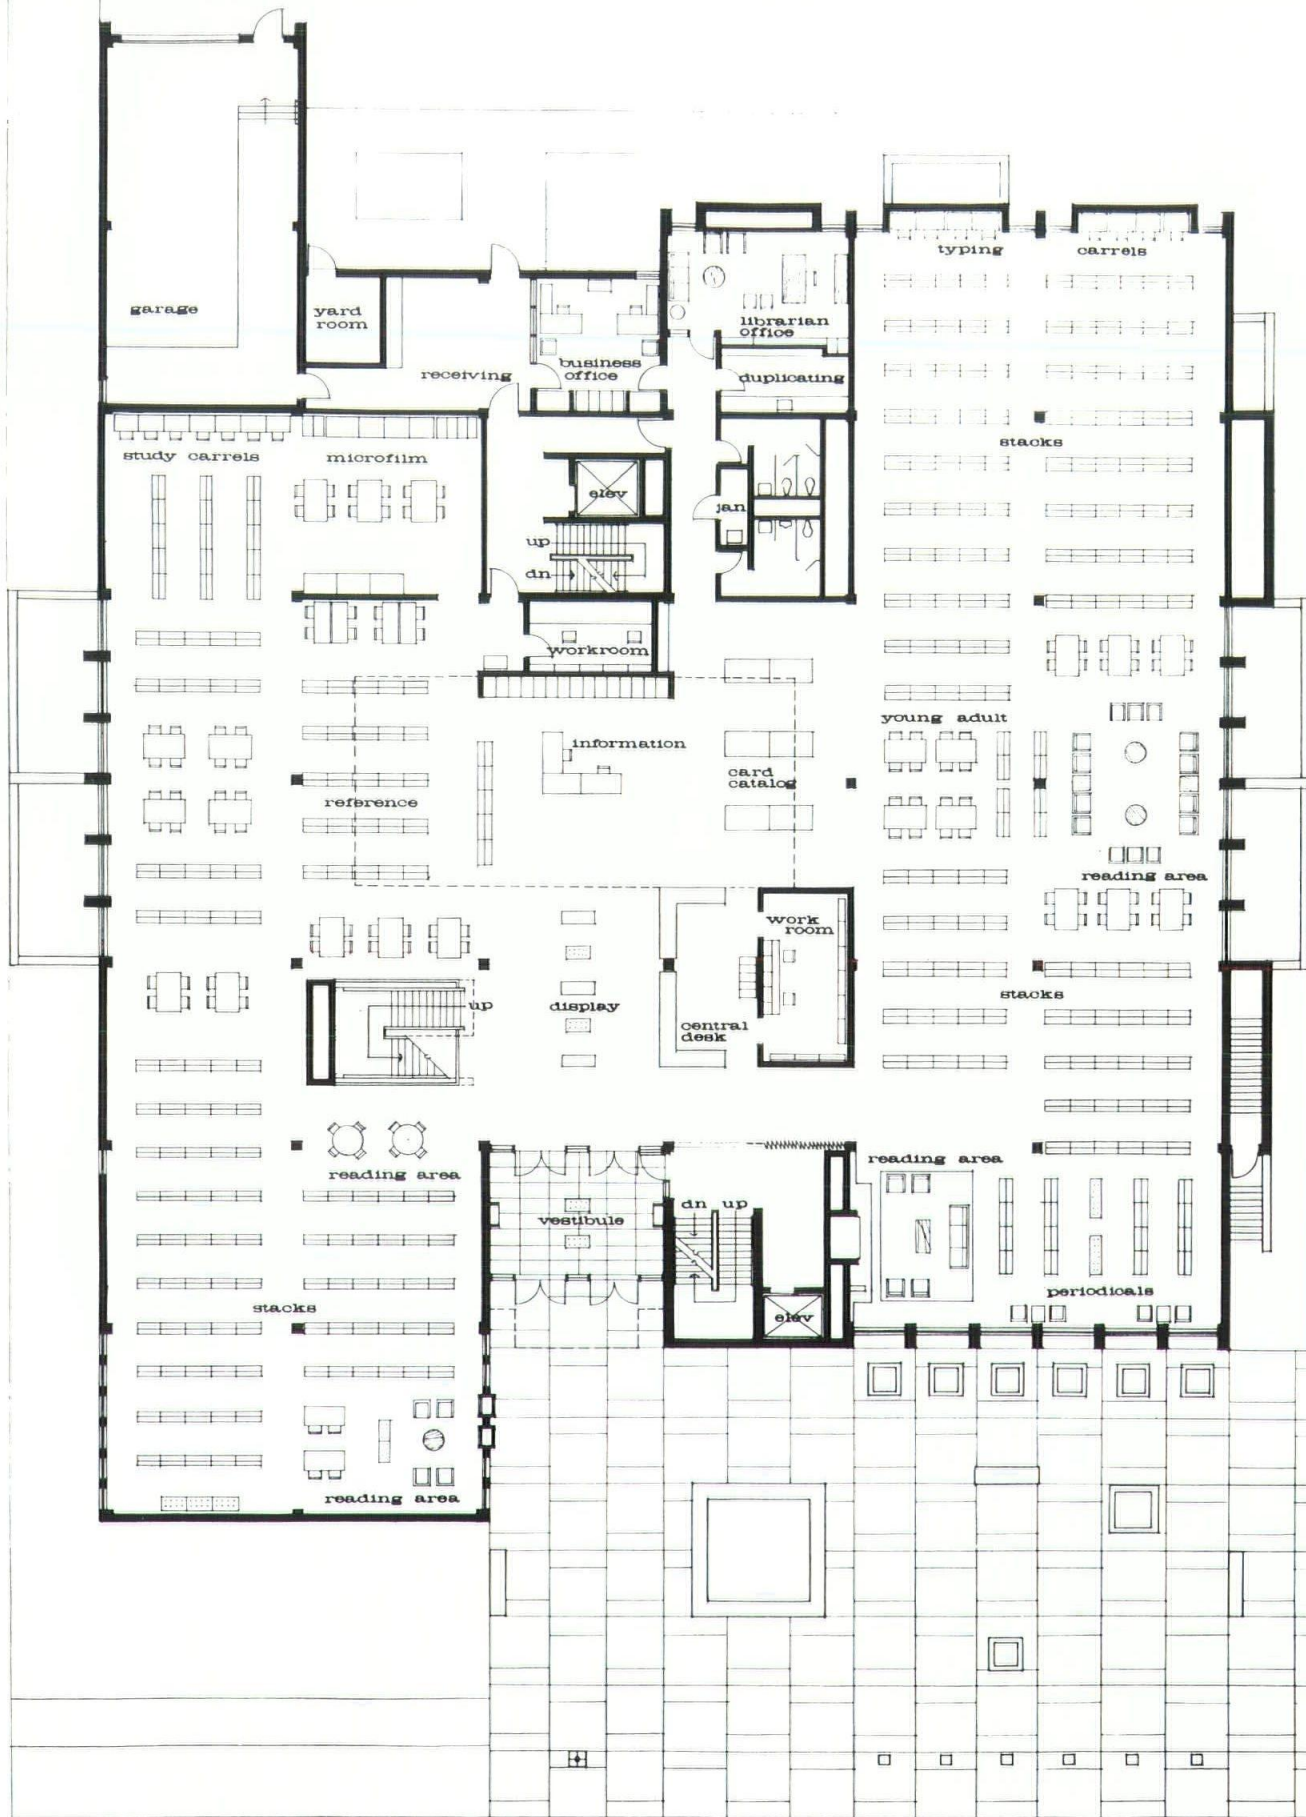 typing
carrels
garage
yard
room
librarian
office
business
office
receiving
duplicating
study carrels
microfilm
stacks
elev
jan
up
dn
workroom
young adult
information
card
catalog
reference
reading area
work
room
up
display
stacks
central
desk
reading area
reading area
vestibule
dn up
periodicals
stacks
elev
reading area